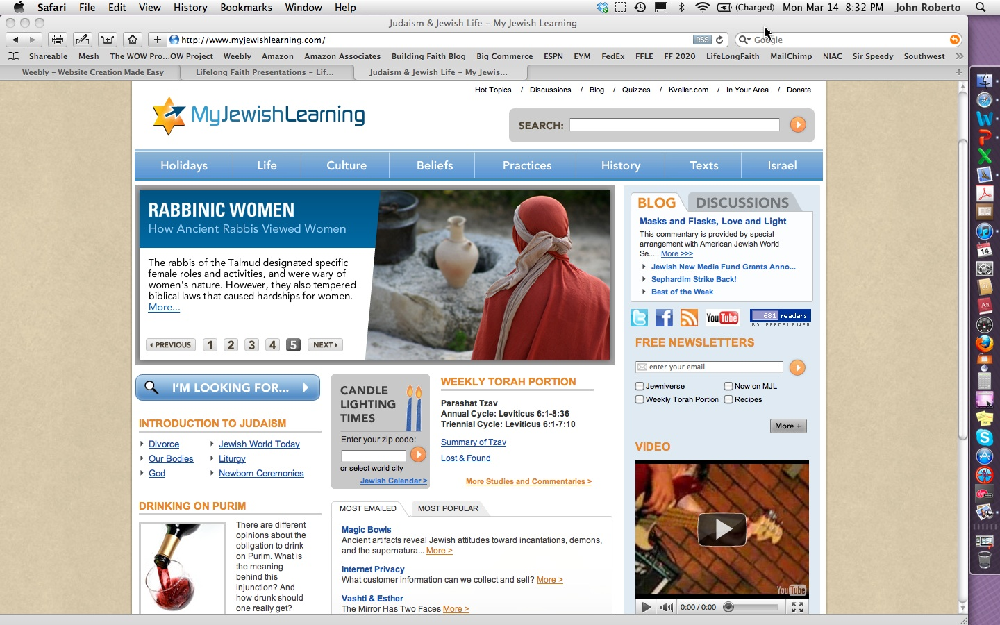 Safari File Edit View History Bookmarks Window Help (Charged) Mon Mar 14 8:32 PM John Roberto
Judaism & Jewish Life – My Jewish Learning
http://www.myjewishlearning.com/ RSS Google
Shareable Mesh The WOW Pro...OW Project Weebly Amazon Amazon Associates Building Faith Blog Big Commerce ESPN EYM FedEx FFLE FF 2020 LifeLongFaith MailChimp NIAC Sir Speedy Southwest
Weebly – Website Creation Made Easy Lifelong Faith Presentations – Lif... Judaism & Jewish Life – My Jewis...
Hot Topics / Discussions / Blog / Quizzes / Kveller.com / In Your Area / Donate
MyJewishLearning
SEARCH:
Holidays Life Culture Beliefs Practices History Texts Israel
RABBINIC WOMEN
How Ancient Rabbis Viewed Women
The rabbis of the Talmud designated specific
female roles and activities, and were wary of
women's nature. However, they also tempered
biblical laws that caused hardships for women.
More...
PREVIOUS 1 2 3 4 5 NEXT
BLOG DISCUSSIONS
Masks and Flasks, Love and Light
This commentary is provided by special
arrangement with American Jewish World
Se......More >>>
Jewish New Media Fund Grants Anno...
Sephardim Strike Back!
Best of the Week
YouTube 681 readers
BY FEEDBURNER
FREE NEWSLETTERS
enter your email
Jewniverse Now on MJL
Weekly Torah Portion Recipes
More +
VIDEO
YouTube
0:00 / 0:00
I'M LOOKING FOR...
INTRODUCTION TO JUDAISM
Divorce Jewish World Today
Our Bodies Liturgy
God Newborn Ceremonies
CANDLE
LIGHTING
TIMES
Enter your zip code:
or select world city
Jewish Calendar >
WEEKLY TORAH PORTION
Parashat Tzav
Annual Cycle: Leviticus 6:1-8:36
Triennial Cycle: Leviticus 6:1-7:10
Summary of Tzav
Lost & Found
More Studies and Commentaries >
DRINKING ON PURIM
There are different
opinions about the
obligation to drink
on Purim. What is
the meaning
behind this
injunction? And
how drunk should
one really get?
MOST EMAILED MOST POPULAR
Magic Bowls
Ancient artifacts reveal Jewish attitudes toward incantations, demons,
and the supernatura... More >
Internet Privacy
What customer information can we collect and sell? More >
Vashti & Esther
The Mirror Has Two Faces More >
14
Aa